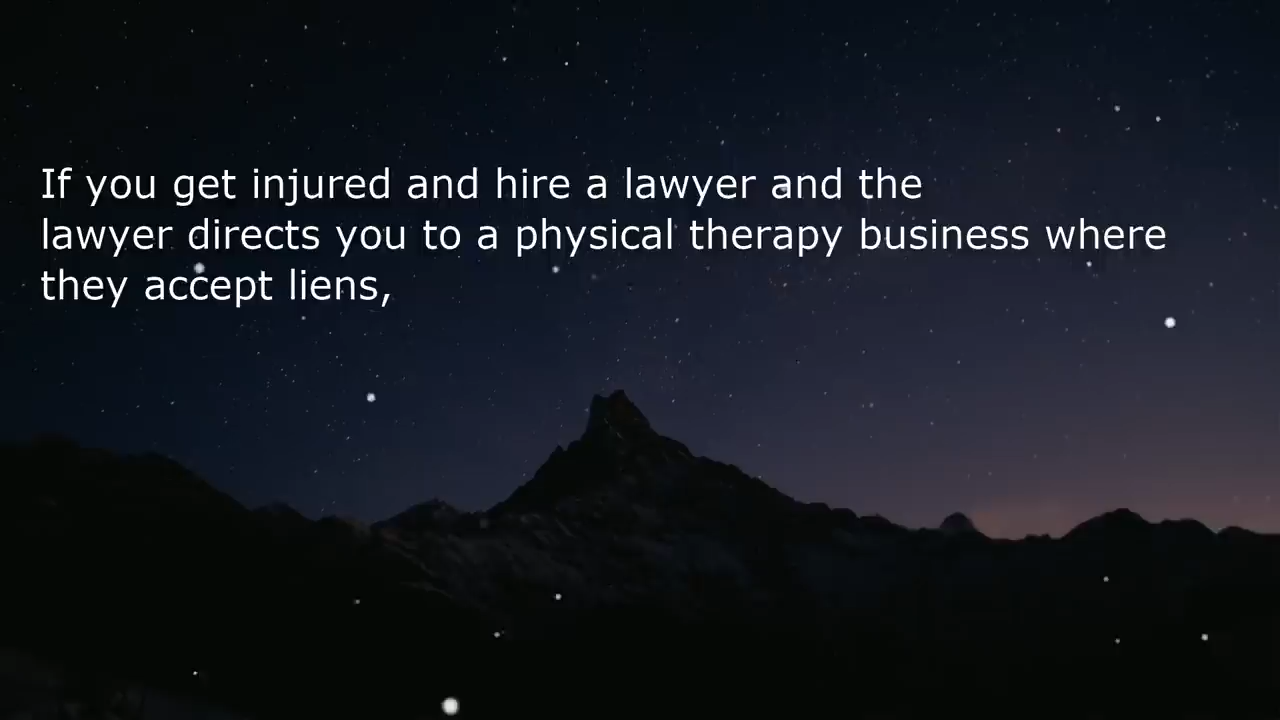 If you get injured and hire a lawyer and the
lawyer directs you to a physical therapy business where
they accept liens,